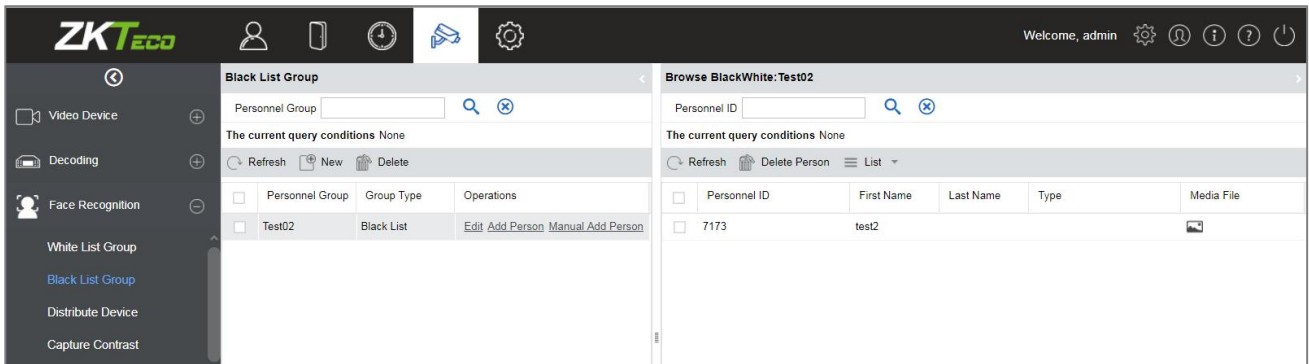 ZKTeco
Welcome, admin
Video Device
Decoding
Face Recognition
White List Group
Black List Group
Distribute Device
Capture Contrast
Black List Group
Personnel Group
The current query conditions None
Refresh New Delete
Personnel Group Group Type Operations
Test02 Black List Edit Add Person Manual Add Person
Browse BlackWhite:Test02
Personnel ID
The current query conditions None
Refresh Delete Person List
Personnel ID First Name Last Name Type Media File
7173 test2